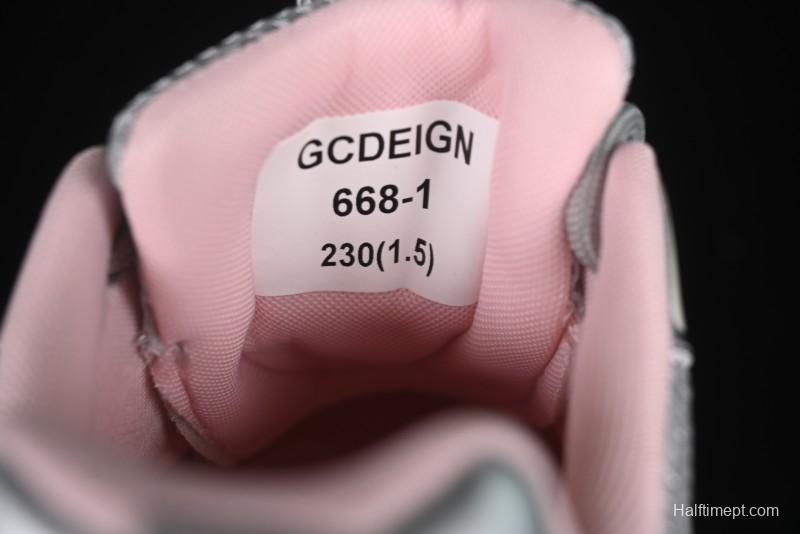 GCDEIGN
668-1
230(1.5)
Halftimept.com